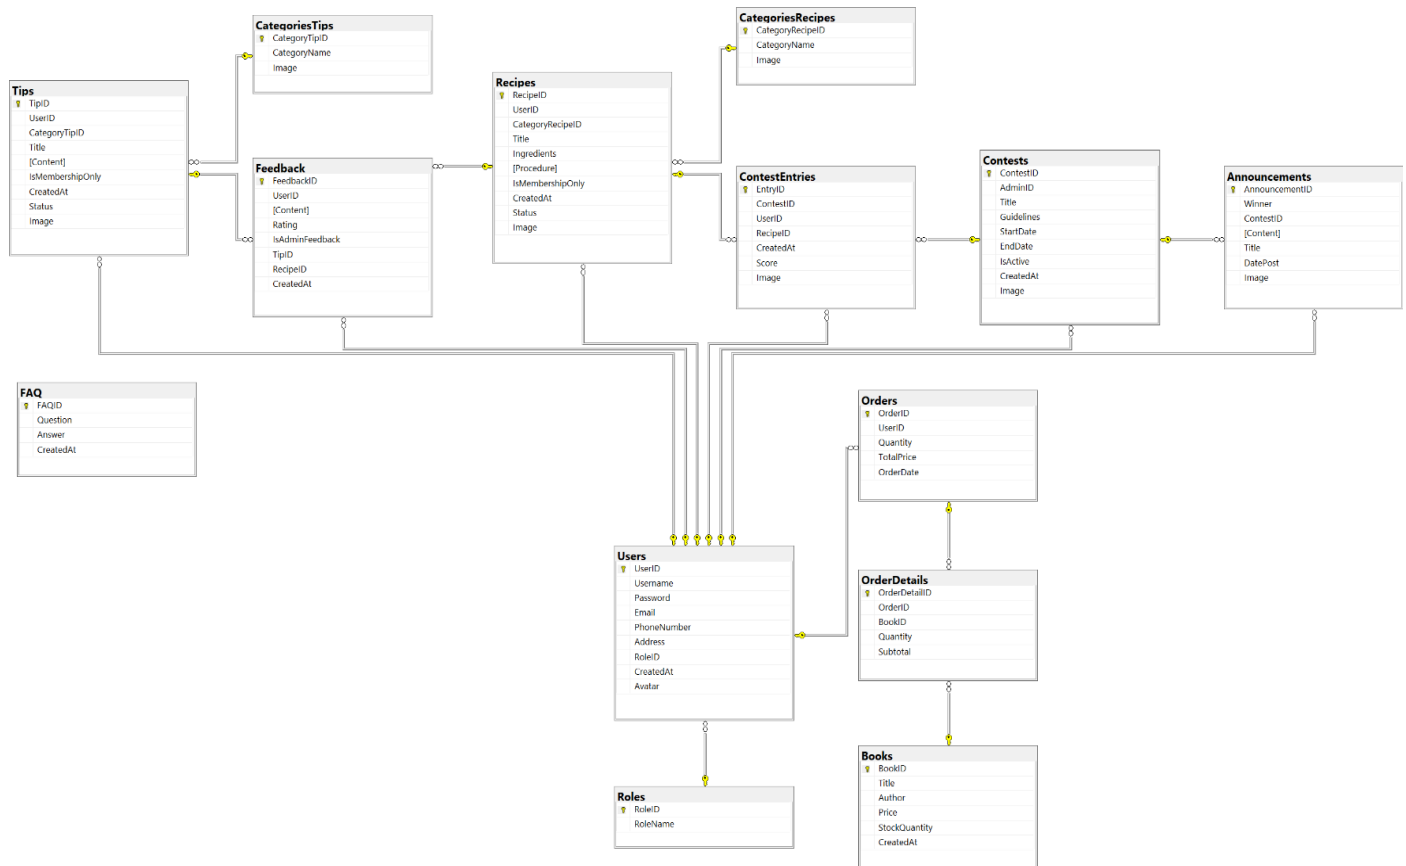 CategoriesTips
CategoryTipID
CategoryName
Image
CategoriesRecipes
CategoryRecipeID
CategoryName
Image
Tips
TipID
UserID
CategoryTipID
Title
[Content]
IsMembershipOnly
CreatedAt
Status
Image
Recipes
RecipeID
UserID
CategoryRecipeID
Title
Ingredients
[Procedure]
IsMembershipOnly
CreatedAt
Status
Image
Feedback
FeedbackID
UserID
[Content]
Rating
IsAdminFeedback
TipID
RecipeID
CreatedAt
ContestEntries
EntryID
ContestID
UserID
RecipeID
CreatedAt
Score
Image
Contests
ContestID
AdminID
Title
Guidelines
StartDate
EndDate
IsActive
CreatedAt
Image
Announcements
AnnouncementID
Winner
ContestID
[Content]
Title
DatePost
Image
FAQ
FAQID
Question
Answer
CreatedAt
Orders
OrderID
UserID
Quantity
TotalPrice
OrderDate
Users
UserID
Username
Password
Email
PhoneNumber
Address
RoleID
CreatedAt
Avatar
OrderDetails
OrderDetailID
OrderID
BookID
Quantity
Subtotal
Roles
RoleID
RoleName
Books
BookID
Title
Author
Price
StockQuantity
CreatedAt